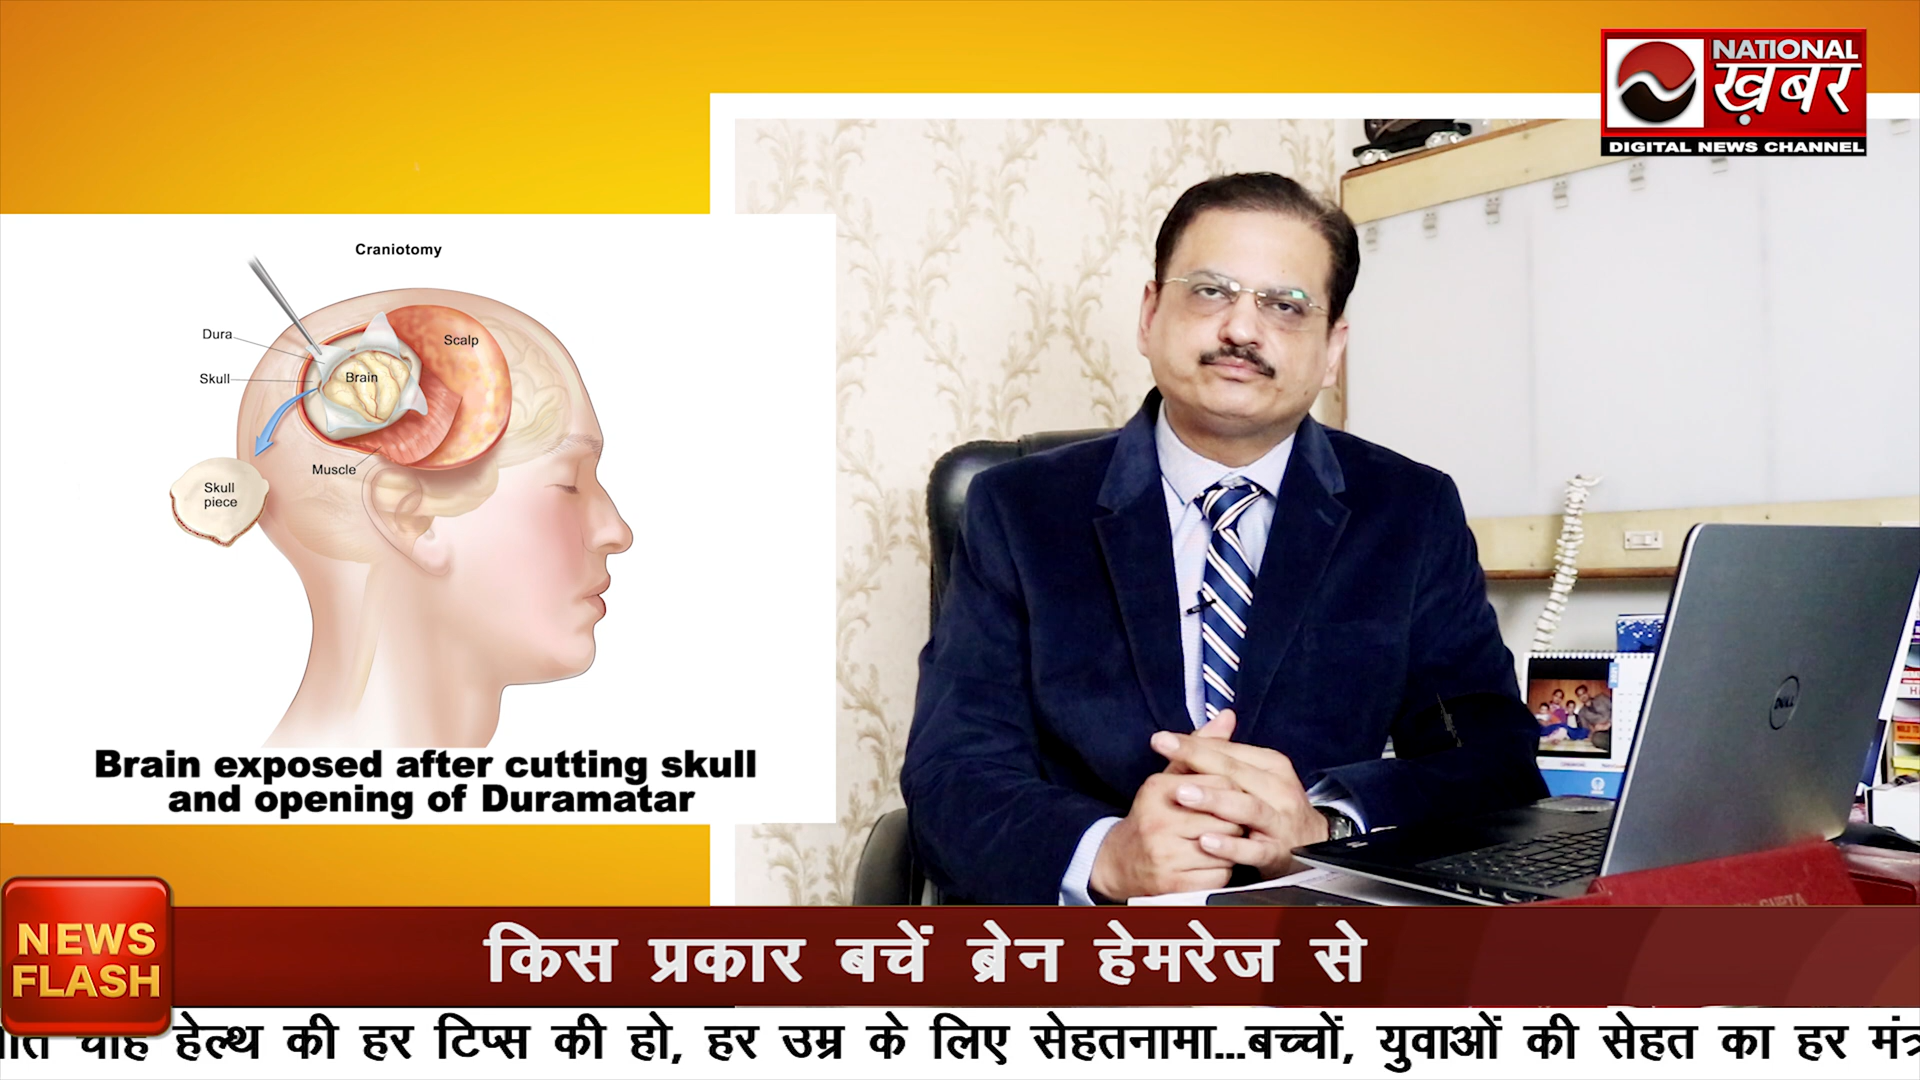 NATIONAL
ख़बर
DIGITAL NEWS CHANNEL
Craniotomy
Dura
Scalp
Skull
Brain
Muscle
Skull
piece
Brain exposed after cutting skull
and opening of Duramatar
DELL
NEWS
FLASH
किस प्रकार बचें ब्रेन हेमरेज से
चाहे हेल्थ की हर टिप्स की हो, हर उम्र के लिए सेहतनामा...बच्चों, युवाओं की सेहत का हर